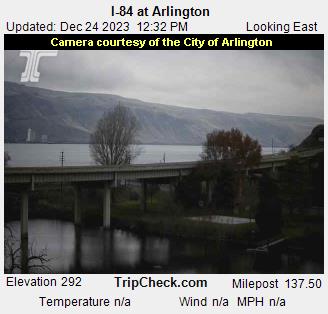 I-84 at Arlington
Updated: Dec 24 2023 12:32 PM Looking East
Camera courtesy of the City of Arlington
Elevation 292 TripCheck.com Milepost 137.50
Temperature n/a Wind n/a MPH n/a